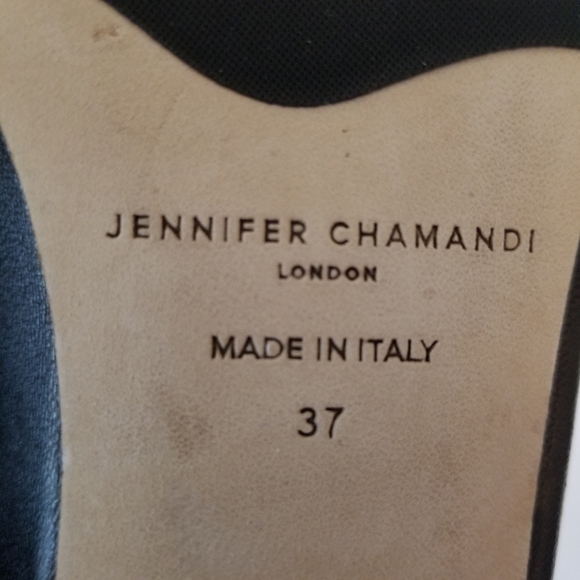 JENNIFER CHAMANDI
LONDON
MADE IN ITALY
37